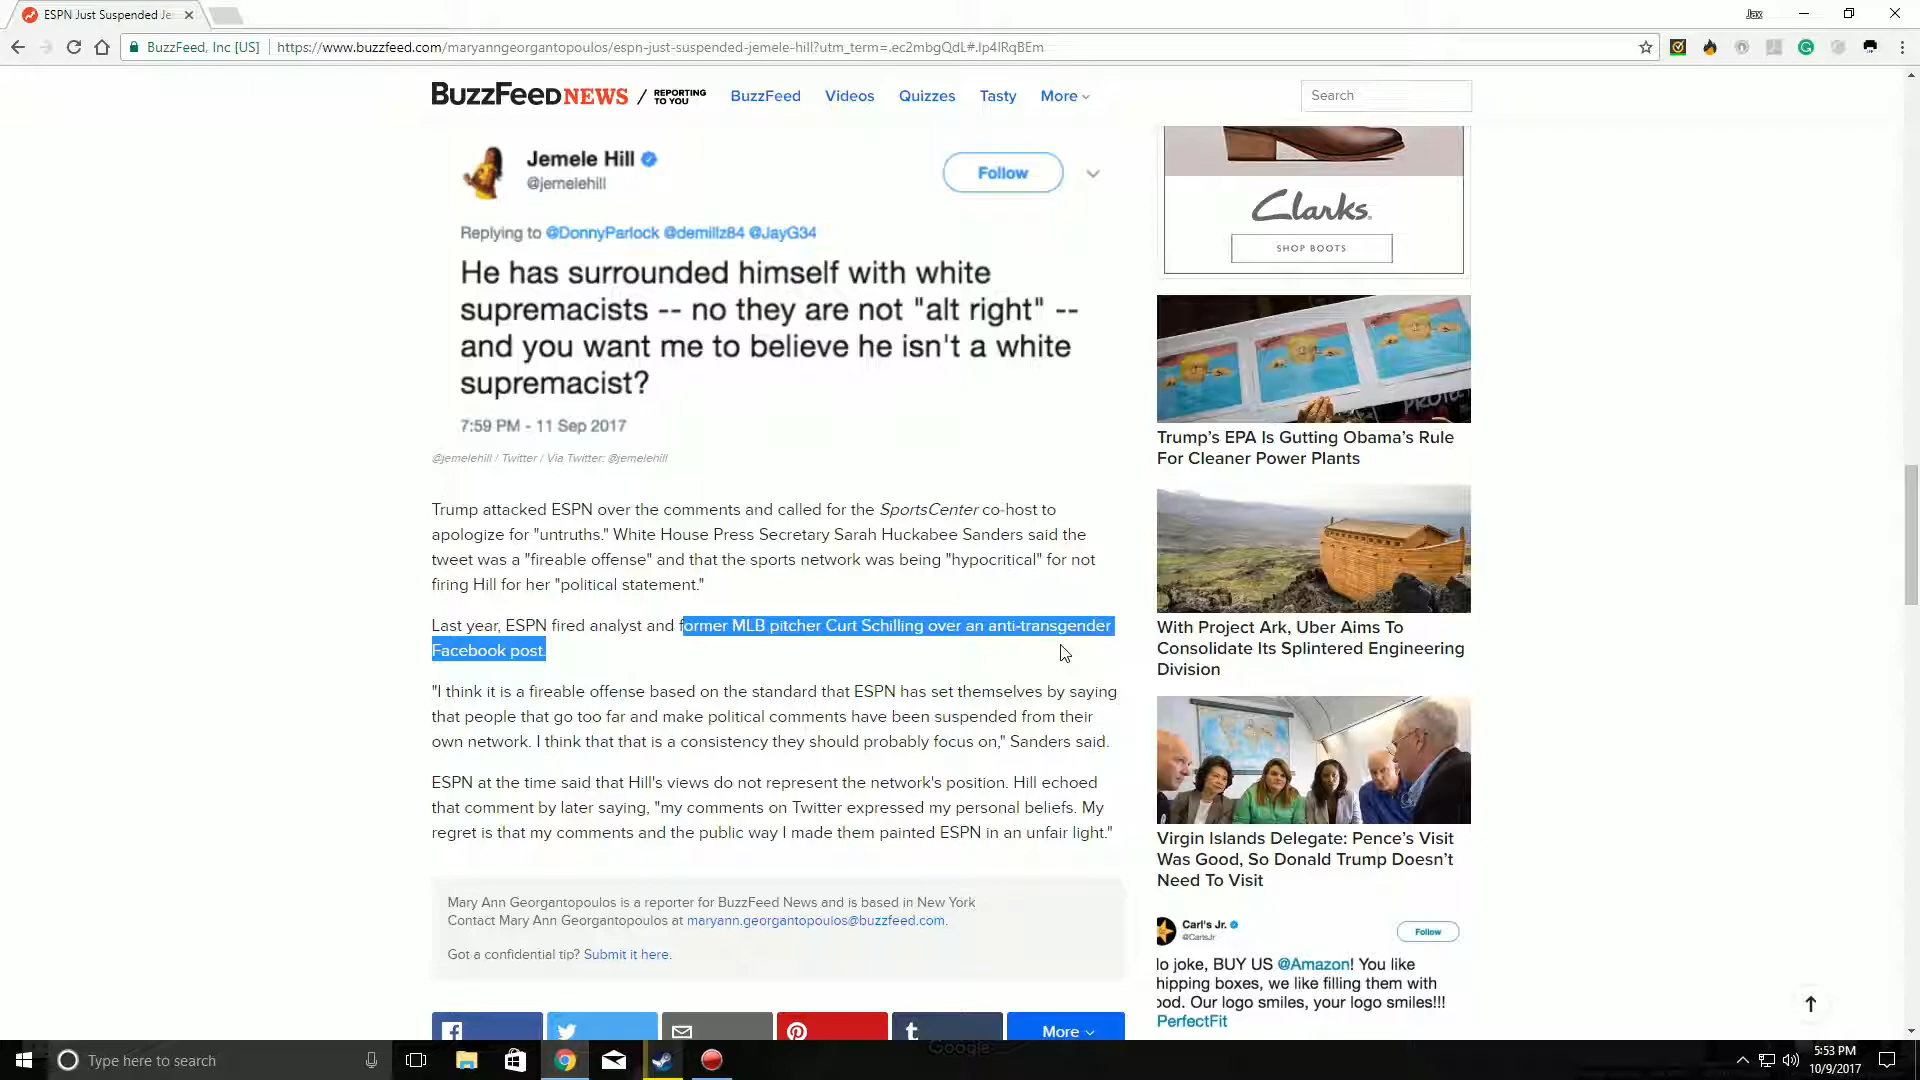 ESPN Just Suspended Je
Jax
BuzzFeed, Inc [US]
https://www.buzzfeed.com/maryanngeorgantopoulos/espn-just-suspended-jemele-hill?utm_term=.ec2mbgQdL#.lp4lRqBEm
BuzzFeed NEWS / REPORTING TO YOU
BuzzFeed
Videos
Quizzes
Tasty
More
Search
Jemele Hill
@jemelehill
Follow
Replying to @DonnyParlock @demillz84 @JayG34
He has surrounded himself with white
supremacists -- no they are not "alt right" --
and you want me to believe he isn't a white
supremacist?
7:59 PM - 11 Sep 2017
@jemelehill / Twitter / Via Twitter: @jemelehill
Trump attacked ESPN over the comments and called for the SportsCenter co-host to
apologize for "untruths." White House Press Secretary Sarah Huckabee Sanders said the
tweet was a "fireable offense" and that the sports network was being "hypocritical" for not
firing Hill for her "political statement."
Last year, ESPN fired analyst and former MLB pitcher Curt Schilling over an anti-transgender
Facebook post.
"I think it is a fireable offense based on the standard that ESPN has set themselves by saying
that people that go too far and make political comments have been suspended from their
own network. I think that that is a consistency they should probably focus on," Sanders said.
ESPN at the time said that Hill's views do not represent the network's position. Hill echoed
that comment by later saying, "my comments on Twitter expressed my personal beliefs. My
regret is that my comments and the public way I made them painted ESPN in an unfair light."
Mary Ann Georgantopoulos is a reporter for BuzzFeed News and is based in New York
Contact Mary Ann Georgantopoulos at maryann.georgantopoulos@buzzfeed.com.
Got a confidential tip? Submit it here.
More
Clarks.
SHOP BOOTS
Trump's EPA Is Gutting Obama's Rule
For Cleaner Power Plants
With Project Ark, Uber Aims To
Consolidate Its Splintered Engineering
Division
Virgin Islands Delegate: Pence's Visit
Was Good, So Donald Trump Doesn't
Need To Visit
Carl's Jr.
@CarlsJr
Follow
lo joke, BUY US @Amazon! You like
hipping boxes, we like filling them with
ood. Our logo smiles, your logo smiles!!!
PerfectFit
Google
Type here to search
5:53 PM
10/9/2017